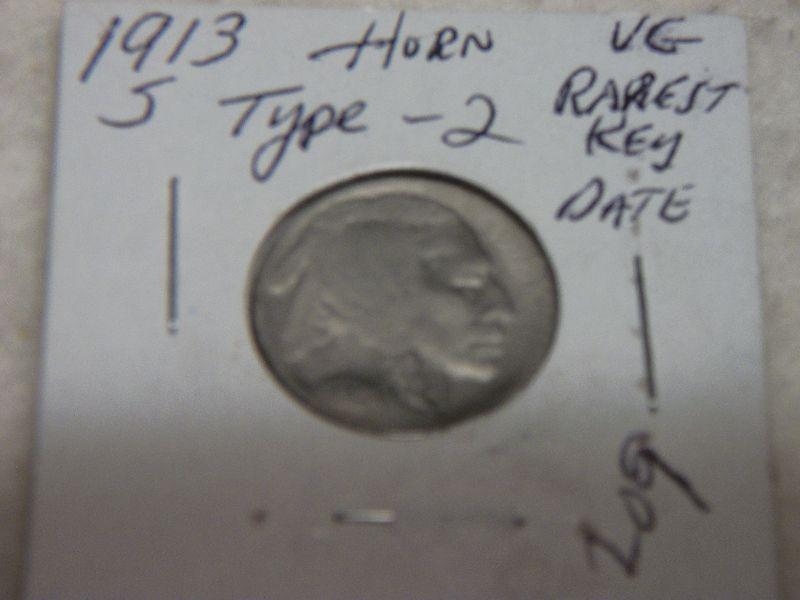 1913 HORN VG
S Type-2 RAREST
KEY
DATE
209